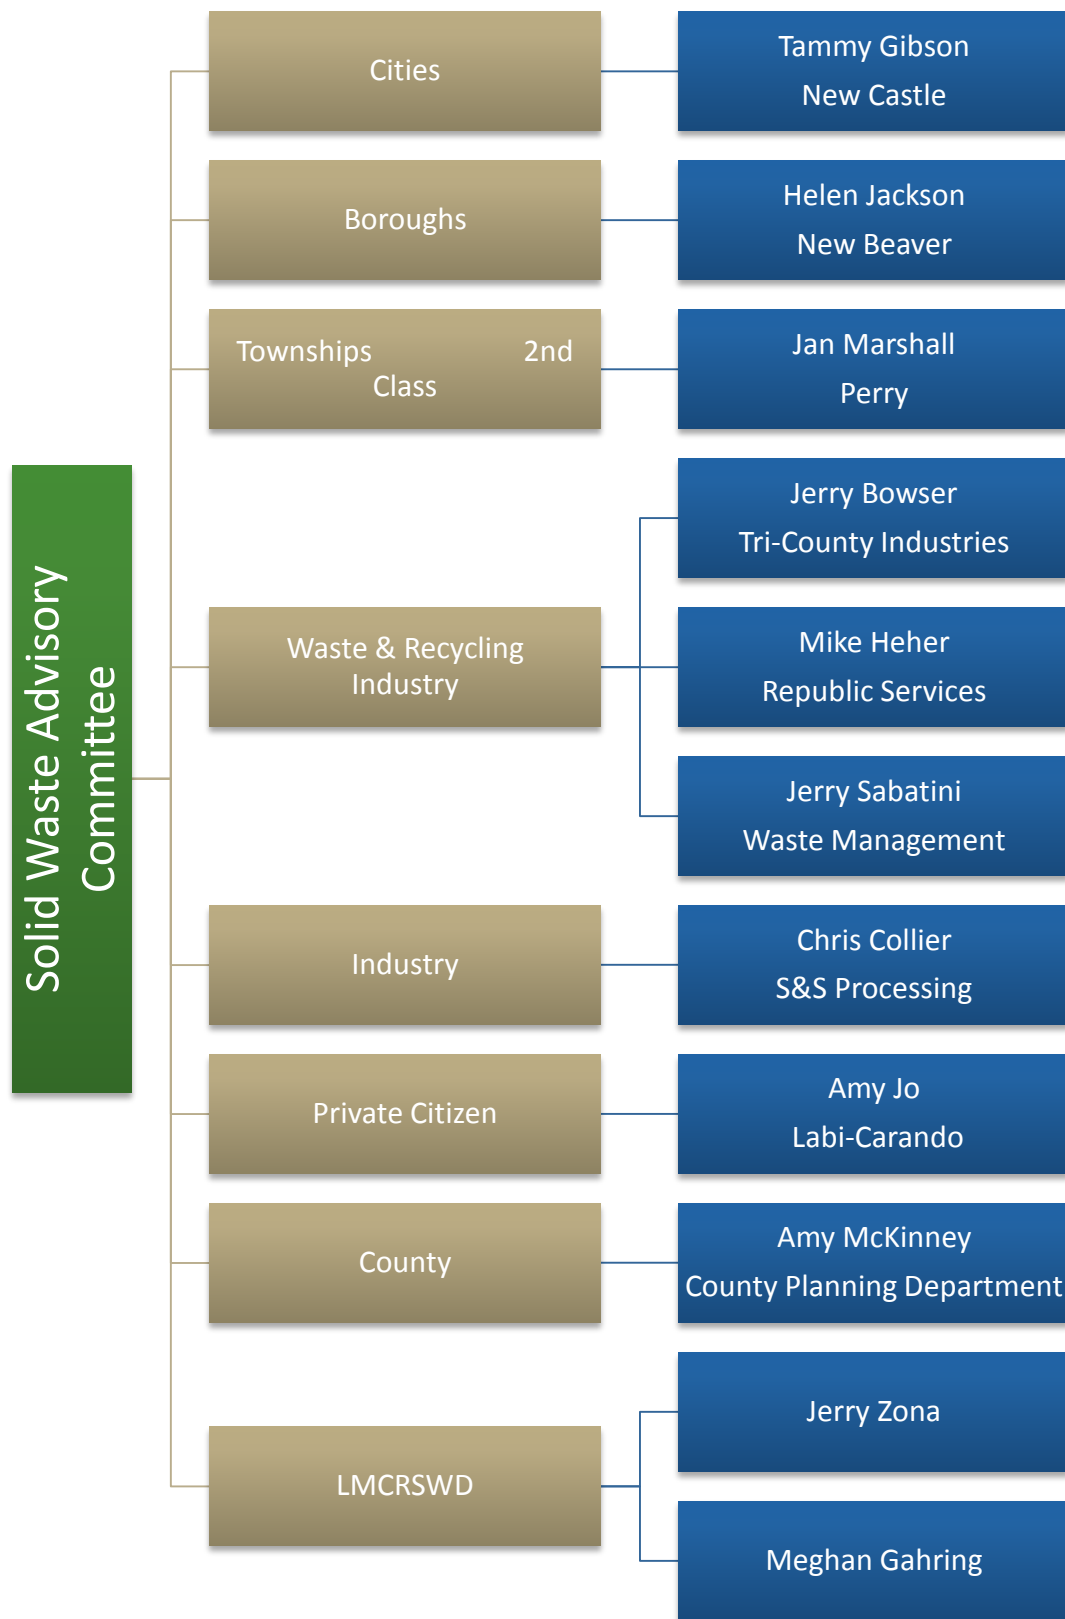 Solid Waste Advisory
Committee
Cities
Tammy Gibson
New Castle
Boroughs
Helen Jackson
New Beaver
Townships 2nd
Class
Jan Marshall
Perry
Waste & Recycling
Industry
Jerry Bowser
Tri-County Industries
Mike Heher
Republic Services
Jerry Sabatini
Waste Management
Industry
Chris Collier
S&S Processing
Private Citizen
Amy Jo
Labi-Carando
County
Amy McKinney
County Planning Department
LMCRSWD
Jerry Zona
Meghan Gahring